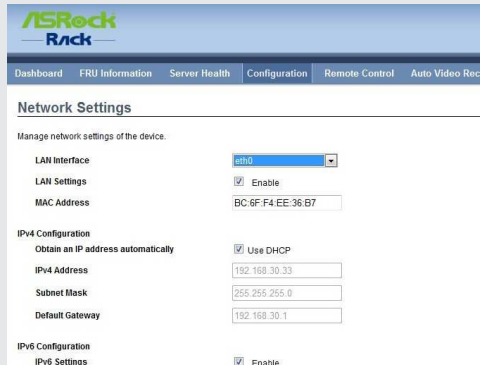 ASRock
Rack
Dashboard FRU Information Server Health Configuration Remote Control Auto Video Rec
Network Settings
Manage network settings of the device.
LAN Interface eth0
LAN Settings Enable
MAC Address BC:6F:F4:EE:36:B7
IPv4 Configuration
Obtain an IP address automatically Use DHCP
IPv4 Address 192.168.30.33
Subnet Mask 255.255.255.0
Default Gateway 192.168.30.1
IPv6 Configuration
IPv6 Settings Enable